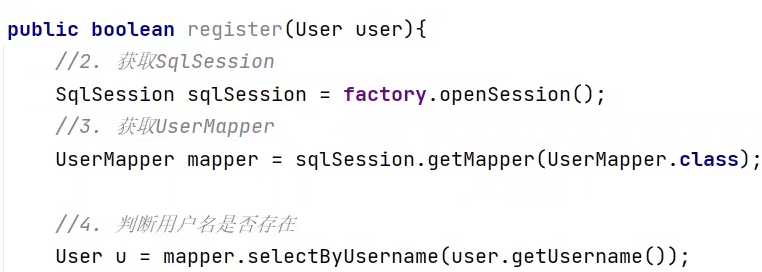 public boolean register(User user){
//2. 获取SqlSession
SqlSession sqlSession = factory.openSession();
//3. 获取UserMapper
UserMapper mapper = sqlSession.getMapper(UserMapper.class);
//4. 判断用户名是否存在
User u = mapper.selectByUsername(user.getUsername());